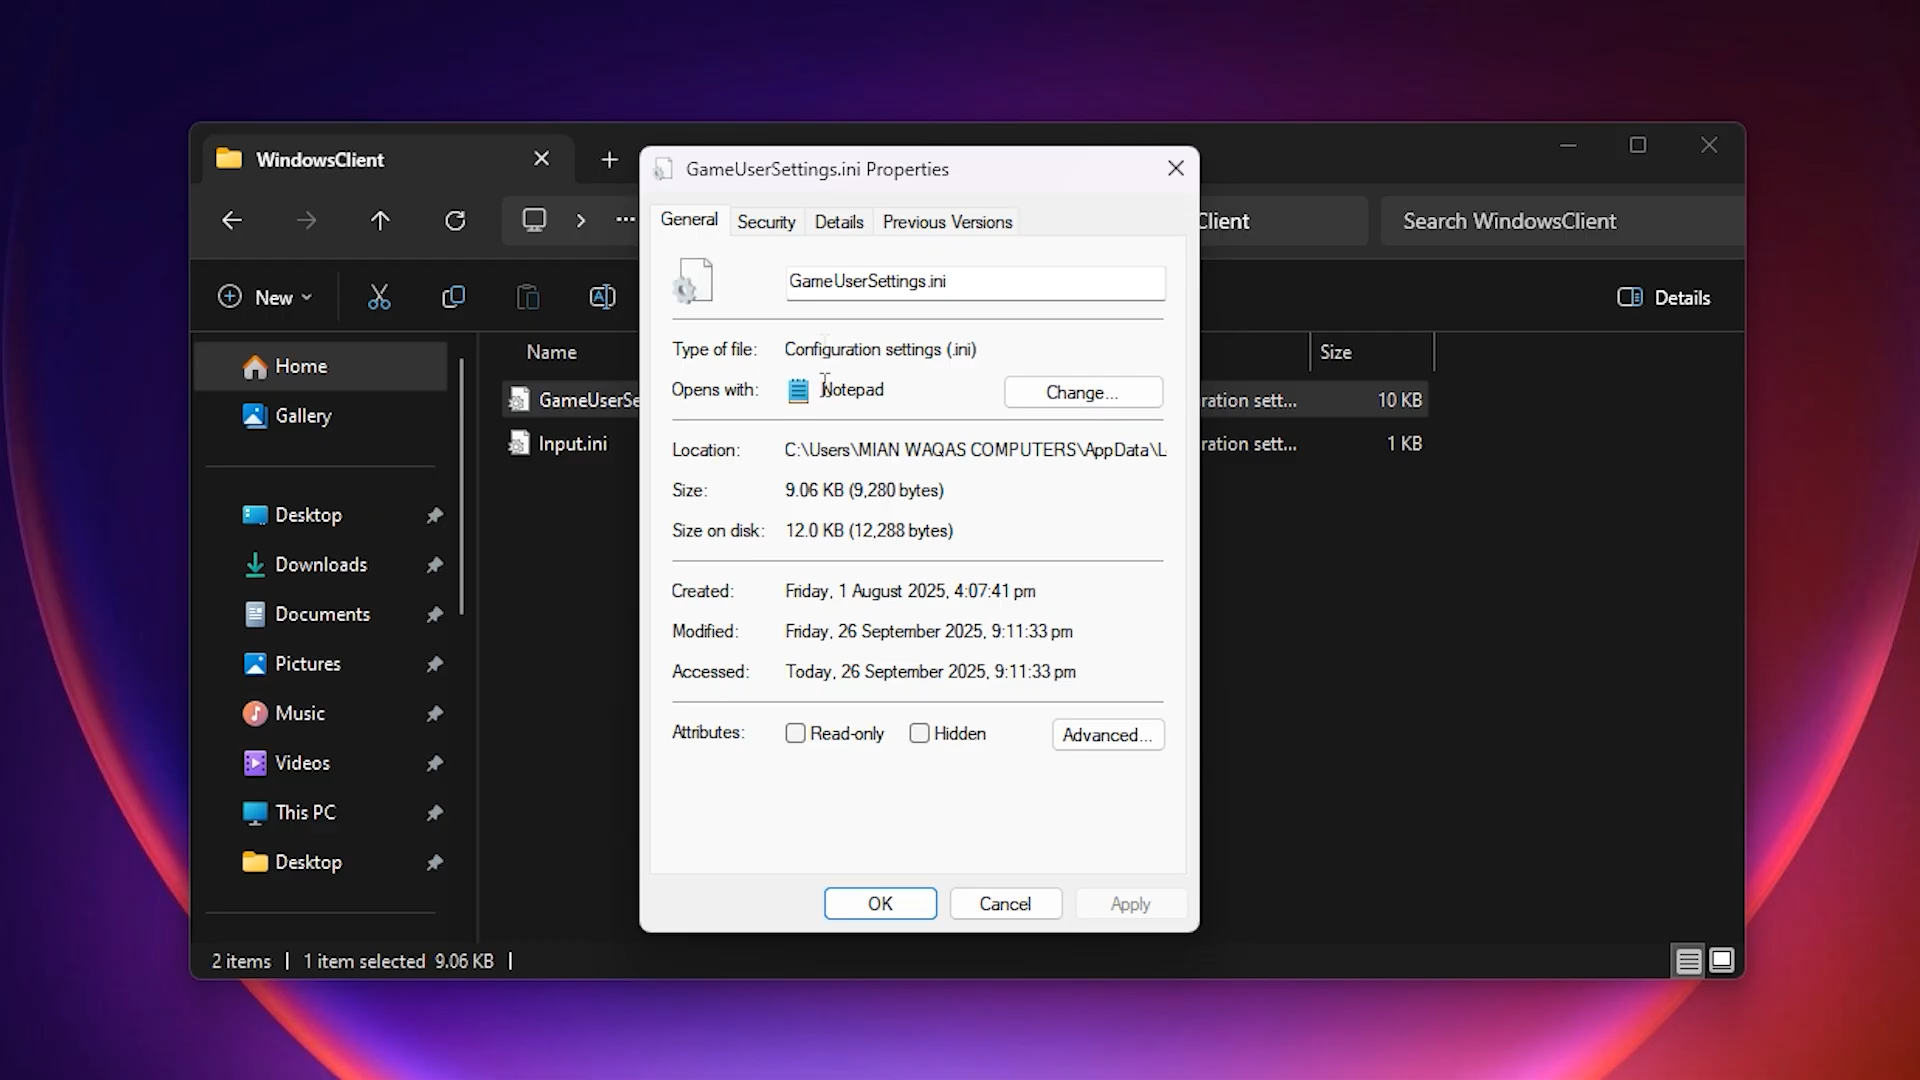 WindowsClient
GameUserSettings.ini Properties
General
Security
Details
Previous Versions
Client
Search WindowsClient
New
GameUserSettings.ini
Details
Name
Size
Type of file:
Configuration settings (.ini)
Home
Opens with:
Notepad
Change...
GameUserSe
ration sett...
10 KB
Gallery
Input.ini
ration sett...
1 KB
Location:
C:\Users\MIAN WAQAS COMPUTERS\AppData\L
Size:
9.06 KB (9,280 bytes)
Desktop
Size on disk:
12.0 KB (12,288 bytes)
Downloads
Created:
Friday, 1 August 2025, 4:07:41 pm
Documents
Modified:
Friday, 26 September 2025, 9:11:33 pm
Pictures
Accessed:
Today, 26 September 2025, 9:11:33 pm
Music
Attributes:
Read-only
Hidden
Advanced...
Videos
This PC
Desktop
OK
Cancel
Apply
2 items
1 item selected 9.06 KB